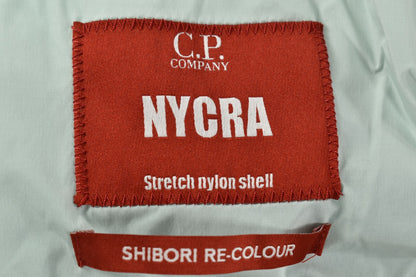 C.P.
COMPANY
NYCRA
Stretch nylon shell
SHIBORI RE-COLOUR